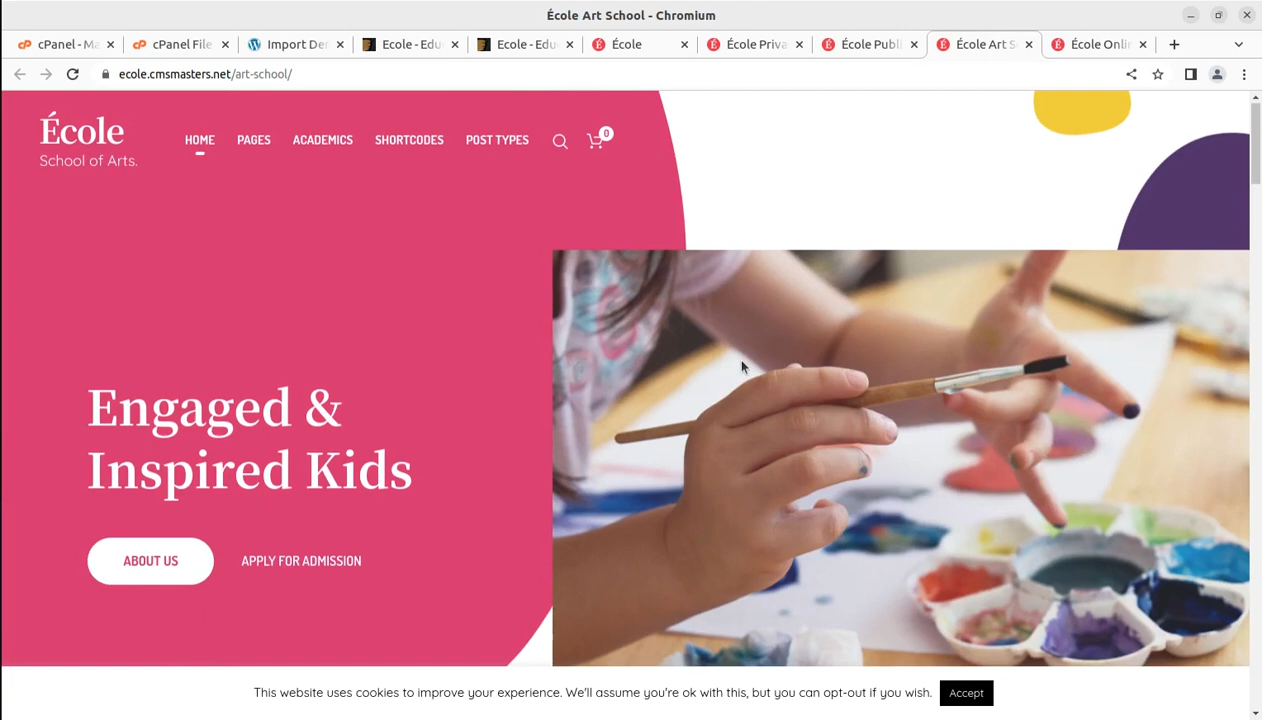 École Art School - Chromium
cPanel - Ma
cPanel File
Import Der
Ecole - Edu
Ecole - Edu
École
École Priva
École Publi
École Art S
École Onlin
ecole.cmsmasters.net/art-school/
École
School of Arts.
HOME PAGES ACADEMICS SHORTCODES POST TYPES 0
Engaged &
Inspired Kids
ABOUT US APPLY FOR ADMISSION
This website uses cookies to improve your experience. We'll assume you're ok with this, but you can opt-out if you wish. Accept